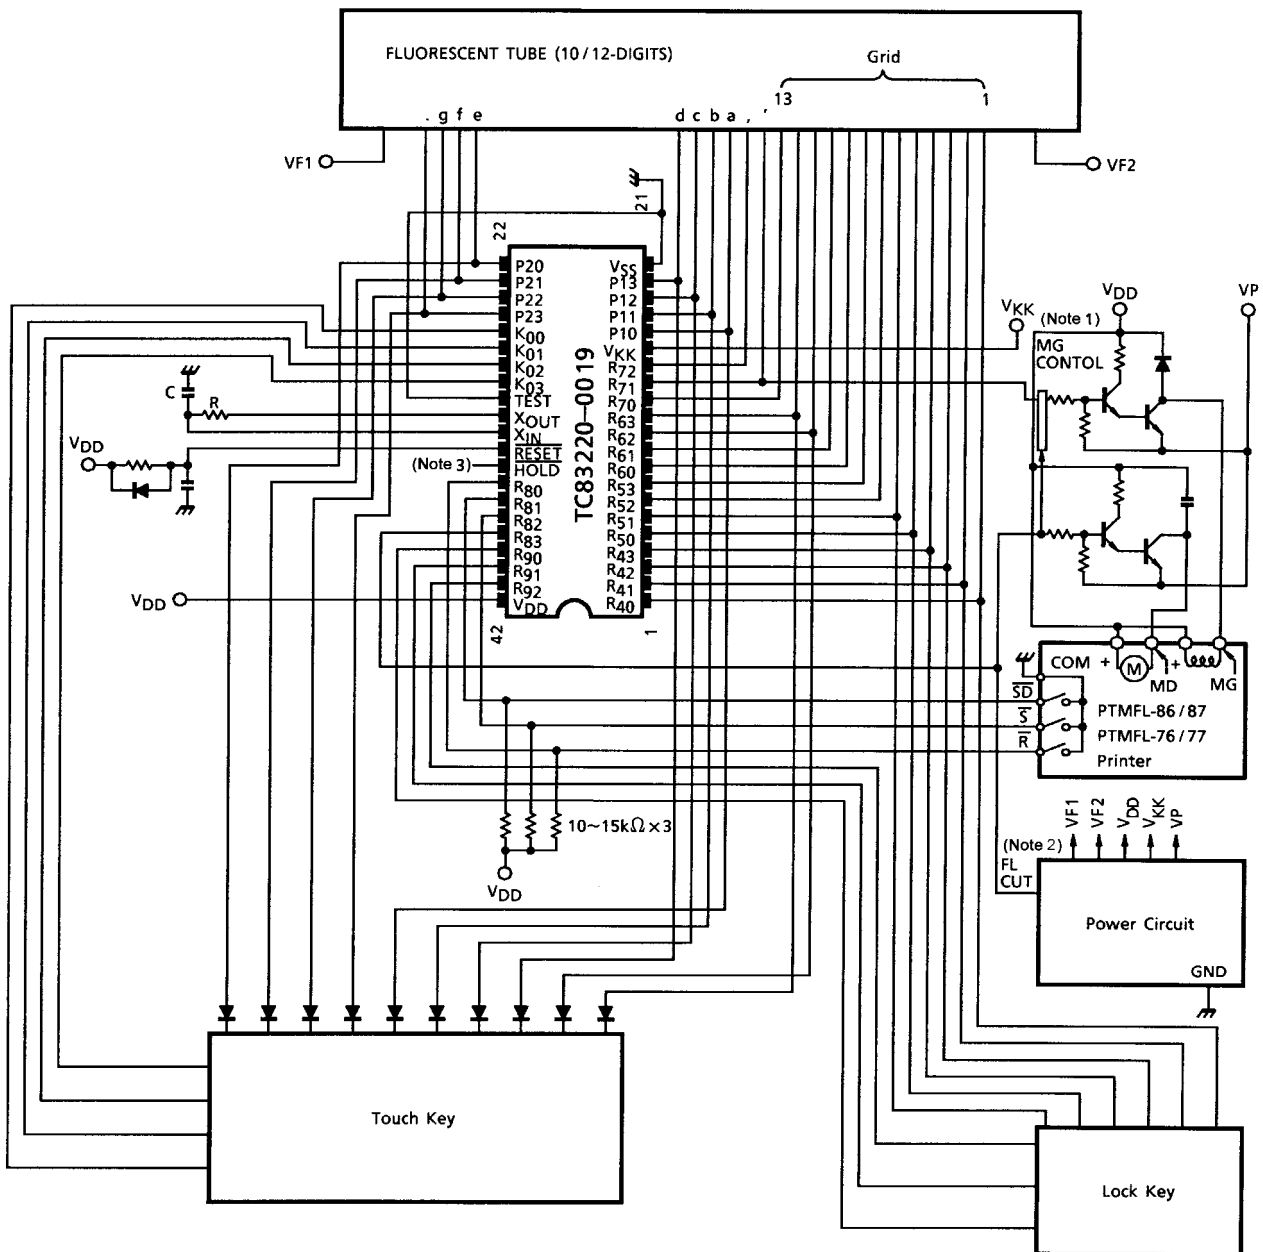 FLUORESCENT TUBE (10/12-DIGITS)
Grid
13 1
. g f e d c b a , '
VF1
VF2
22
21
P20
P21
P22
P23
K00
K01
K02
K03
TEST
XOUT
XIN
RESET
HOLD
R80
R81
R82
R83
R90
R91
R92
VDD
TC83220-0019
VSS
P13
P12
P11
P10
VKK
R72
R71
R70
R63
R62
R61
R60
R53
R52
R51
R50
R43
R42
R41
R40
42
1
C
R
VDD
(Note 3)
VDD
VKK
(Note 1)
VDD
VP
MG
CONTOL
COM + M + MD MG
SD
S
R
PTMFL-86/87
PTMFL-76/77
Printer
10~15kΩ×3
VDD
VF1
VF2
VDD
VKK
VP
(Note 2)
FL
CUT
Power Circuit
GND
Touch Key
Lock Key